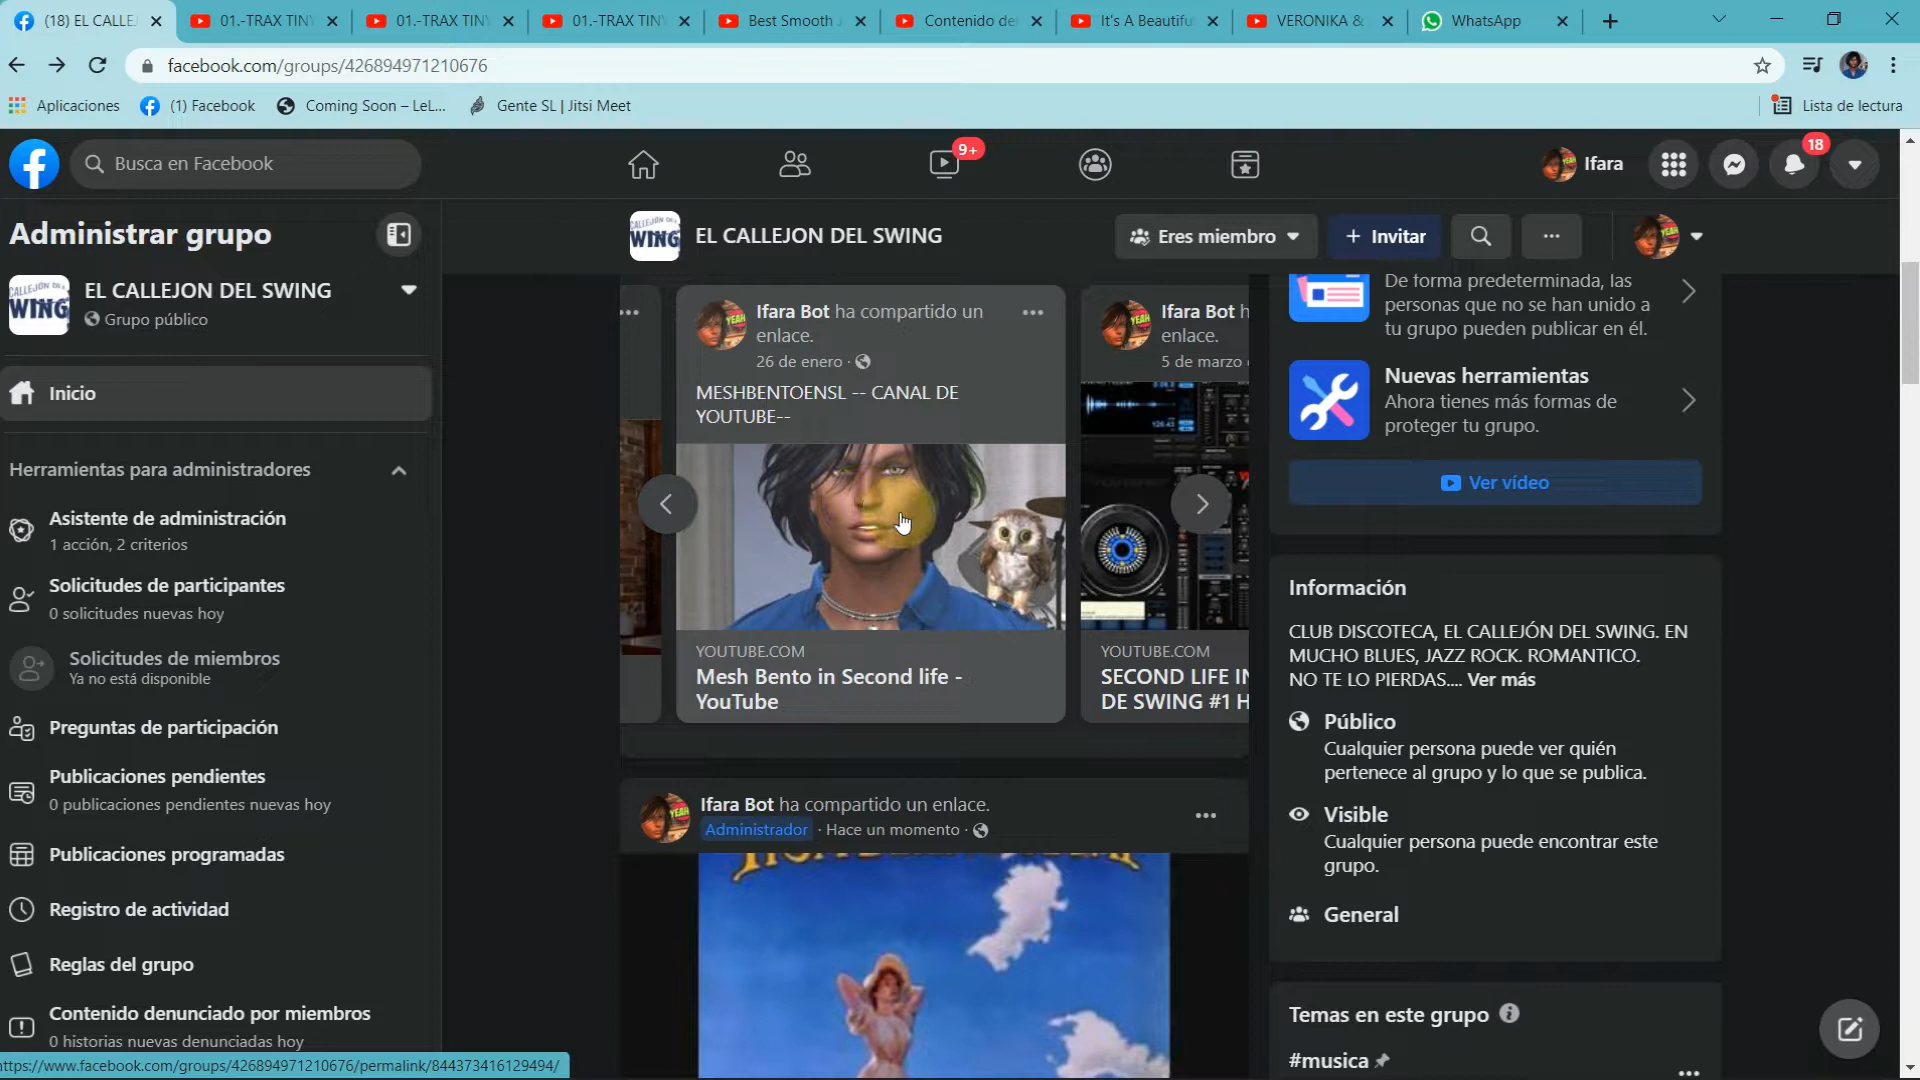 (18) EL CALLE
01.-TRAX TIN
01.-TRAX TIN
01.-TRAX TIN
Best Smooth J
Contenido de
It's A Beautifu
VERONIKA &
WhatsApp
facebook.com/groups/426894971210676
Aplicaciones
(1) Facebook
Coming Soon – LeL...
Gente SL | Jitsi Meet
Lista de lectura
Busca en Facebook
9+
Ifara
18
Administrar grupo
EL CALLEJON DEL SWING
Grupo público
Inicio
Herramientas para administradores
Asistente de administración
1 acción, 2 criterios
Solicitudes de participantes
0 solicitudes nuevas hoy
Solicitudes de miembros
Ya no está disponible
Preguntas de participación
Publicaciones pendientes
0 publicaciones pendientes nuevas hoy
Publicaciones programadas
Registro de actividad
Reglas del grupo
Contenido denunciado por miembros
0 historias nuevas denunciadas hoy
https://www.facebook.com/groups/426894971210676/permalink/844373416129494/
EL CALLEJON DEL SWING
Eres miembro
+ Invitar
Ifara Bot ha compartido un
enlace.
26 de enero ·
MESHBENTOENSL -- CANAL DE
YOUTUBE--
YOUTUBE.COM
Mesh Bento in Second life -
YouTube
Ifara Bot h
enlace.
5 de marzo
YOUTUBE.COM
SECOND LIFE IN
DE SWING #1 H
Ifara Bot ha compartido un enlace.
Administrador · Hace un momento ·
De forma predeterminada, las
personas que no se han unido a
tu grupo pueden publicar en él.
Nuevas herramientas
Ahora tienes más formas de
proteger tu grupo.
Ver vídeo
Información
CLUB DISCOTECA, EL CALLEJÓN DEL SWING. EN
MUCHO BLUES, JAZZ ROCK. ROMANTICO.
NO TE LO PIERDAS.... Ver más
Público
Cualquier persona puede ver quién
pertenece al grupo y lo que se publica.
Visible
Cualquier persona puede encontrar este
grupo.
General
Temas en este grupo
#musica